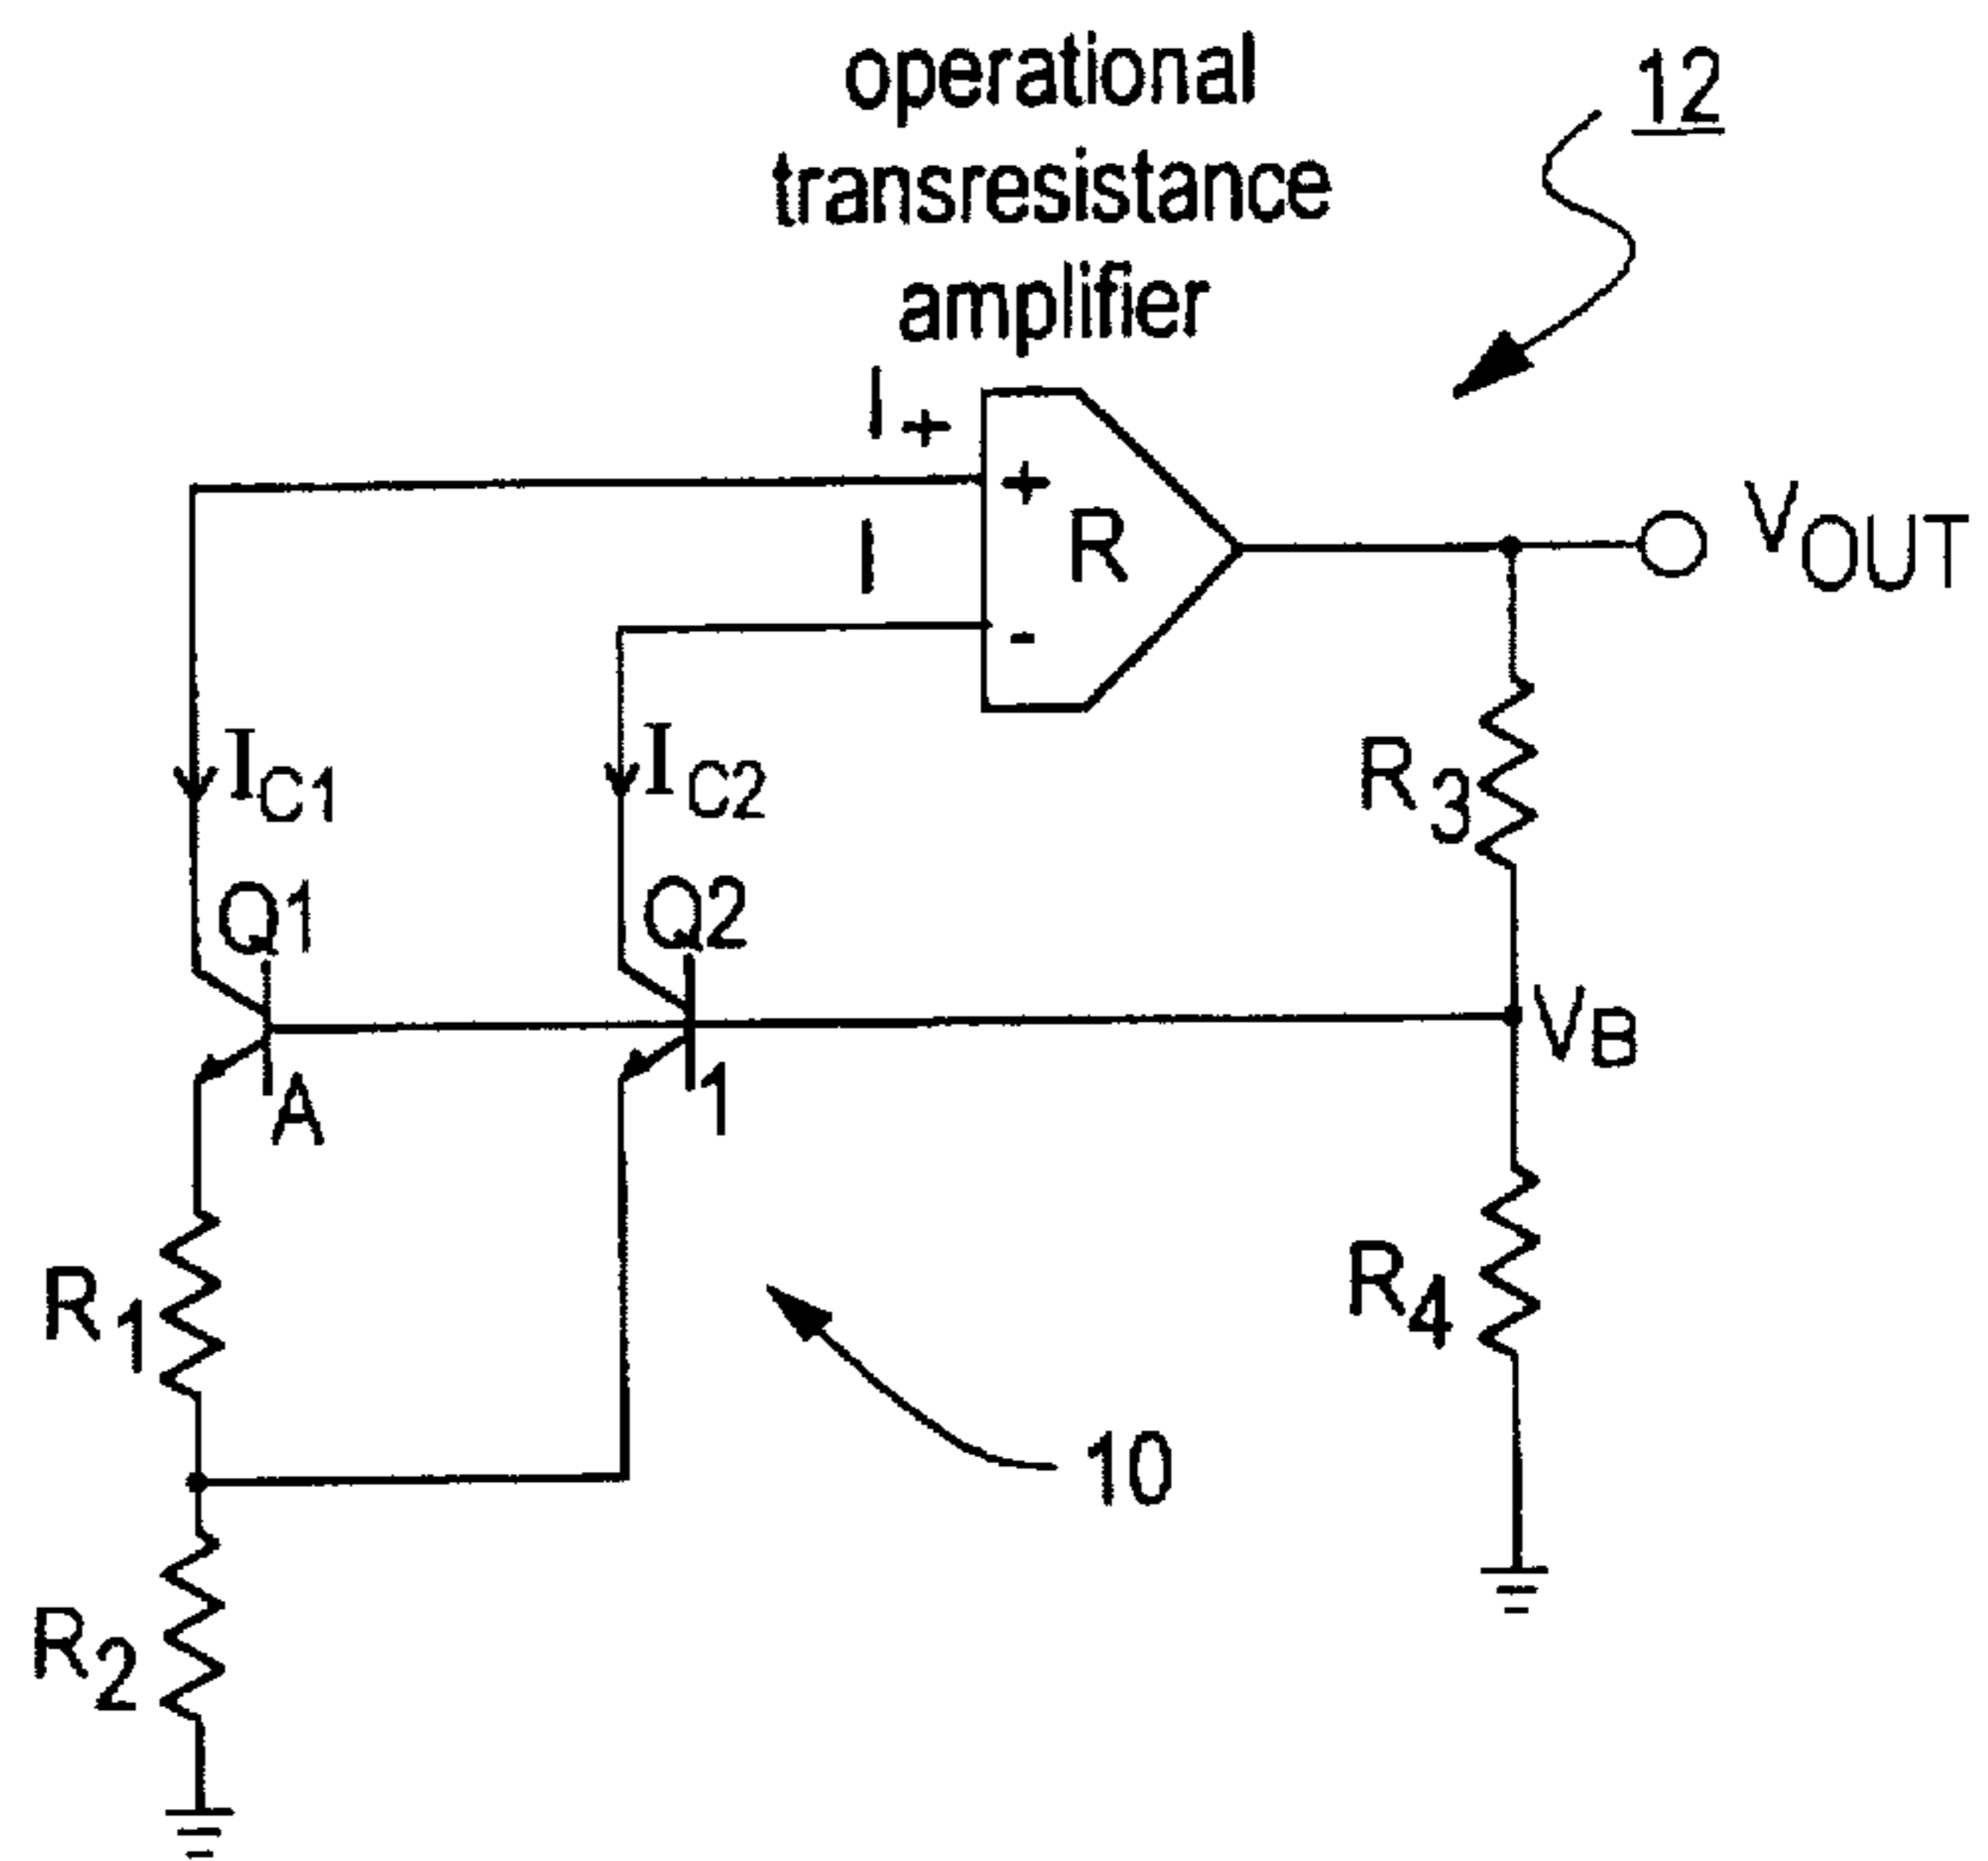 operational
transresistance
amplifier
12
I+
+
R
I
-
VOUT
IC1
IC2
R3
Q1
Q2
VB
A
1
R1
R4
10
R2